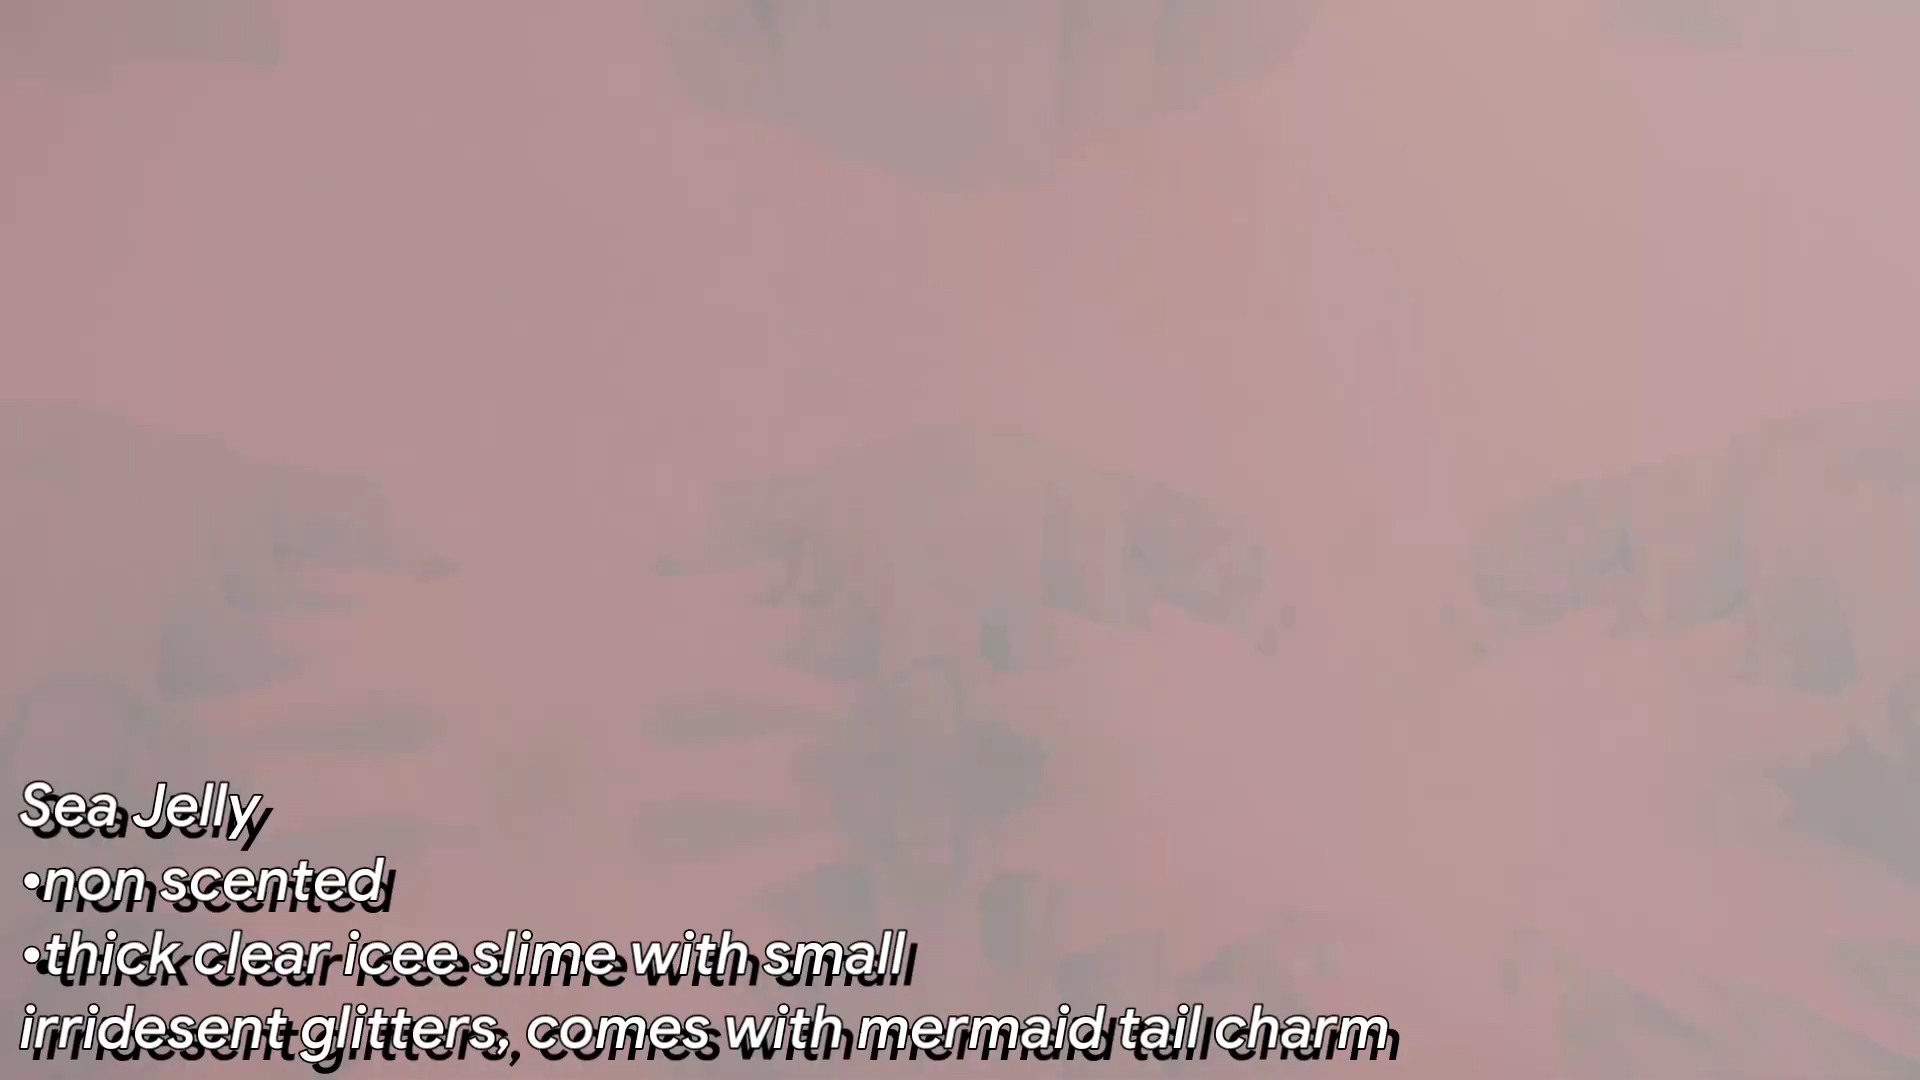 Sea Jelly
•non scented
•thick clear icee slime with small
irridesent glitters, comes with mermaid tail charm